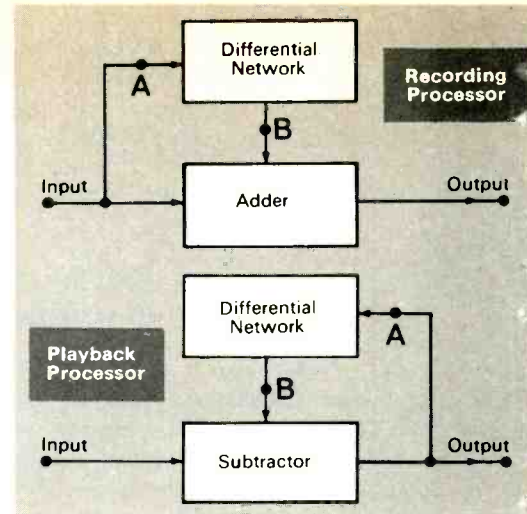 Differential
Network
Recording
Processor
A
B
Input
Adder
Output
Differential
Network
A
Playback
Processor
B
Input
Subtractor
Output